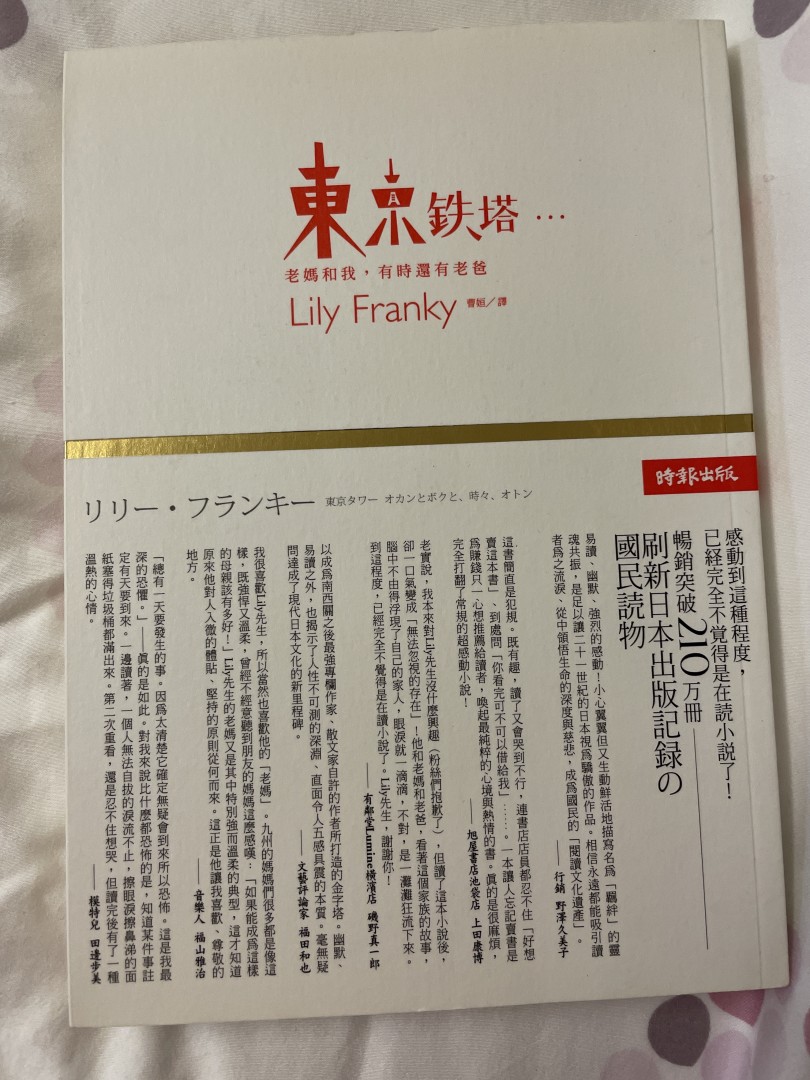 東京鉄塔…
老媽和我，有時還有老爸
Lily Franky 曹姮／譯
時報出版
リリー・フランキー 東京タワー オカンとボクと、時々、オトン
感動到這種程度，
已経完全不覺得是在読小説了！
暢銷突破210万冊——
刷新日本出版記録の
國民読物
易讀、幽默、強烈的感動！小心翼翼但又生動鮮活地描寫名為「羈絆」的靈
魂共振，是足以讓二十一世紀的日本視為驕傲的作品。相信永遠都能吸引讀
者為之流淚、從中領悟生命的深度與慈悲，成為國民的「閱讀文化遺產」。
——行銷 野澤久美子
這書簡直是犯規。既有趣，讀了又會哭到不行，連書店店員都忍不住「好想
賣這本書」、到處問「你看完可不可以借給我」……。一本讓人忘記賣書是
為賺錢只一心想推薦給讀者，喚起最純粹的心境與熱情的書。真的是很麻煩，
完全打翻了常規的超感動小說！
——旭屋書店池袋店 上田康博
老實說，我本來對Lily先生沒什麼興趣（粉絲們抱歉了），但讀了這本小說後，
卻一口氣變成「無法忽視的存在」！他和老媽和老爸，看著這個家族的故事，
腦中不由得浮現了自己的家人，眼淚就一滴滴，不對，是一灘灘狂流下來。
到這程度，已經完全不覺得是在讀小說了。Lily先生，謝謝你！
——有鄰堂Lumine橫濱店 磯野真一郎
以成為南西關之後最強專欄作家、散文家自許的作者所打造的金字塔。幽默、
易讀之外，也揭示了人性不可測的深淵、直面令人五感具震的本質。毫無疑
問達成了現代日本文化的新里程碑。
——文藝評論家 福田和也
我很喜歡Lily先生，所以當然也喜歡他的「老媽」。九州的媽媽們很多都是像這
樣，既強悍又溫柔，曾經不經意聽到朋友的媽媽這麼感嘆：「如果能成為這樣
的母親該有多好！」Lily先生的老媽又是其中特別強而溫柔的典型，這才知道
原來他對人入微的體貼、堅持的原則從何而來。這正是他讓我喜歡、尊敬的
地方。
——音樂人 福山雅治
「總有一天要發生的事。因為太清楚它確定無疑會到來所以恐怖。這是我最
深的恐懼。」——真的是如此。對我來說比什麼都恐怖的是，知道某件事註
定有天要到來。一邊讀著，一個人無法自拔的淚流不止，擦眼淚擦鼻涕的面
紙塞得垃圾桶都滿出來。第二次重看，還是忍不住想哭，但讀完後有了一種
溫熱的心情。
——模特兒 田邊步美